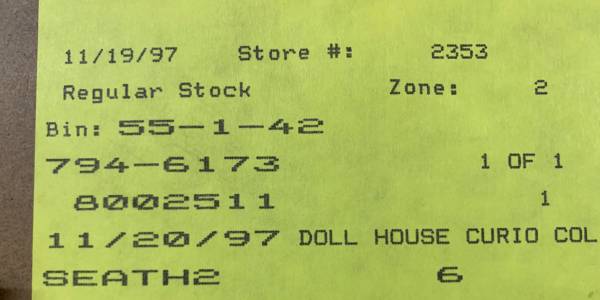 11/19/97 Store #: 2353
Regular Stock Zone: 2
Bin: 55-1-42
794-6173 1 OF 1
8002511 1
11/20/97 DOLL HOUSE CURIO COL
SEATH2 6